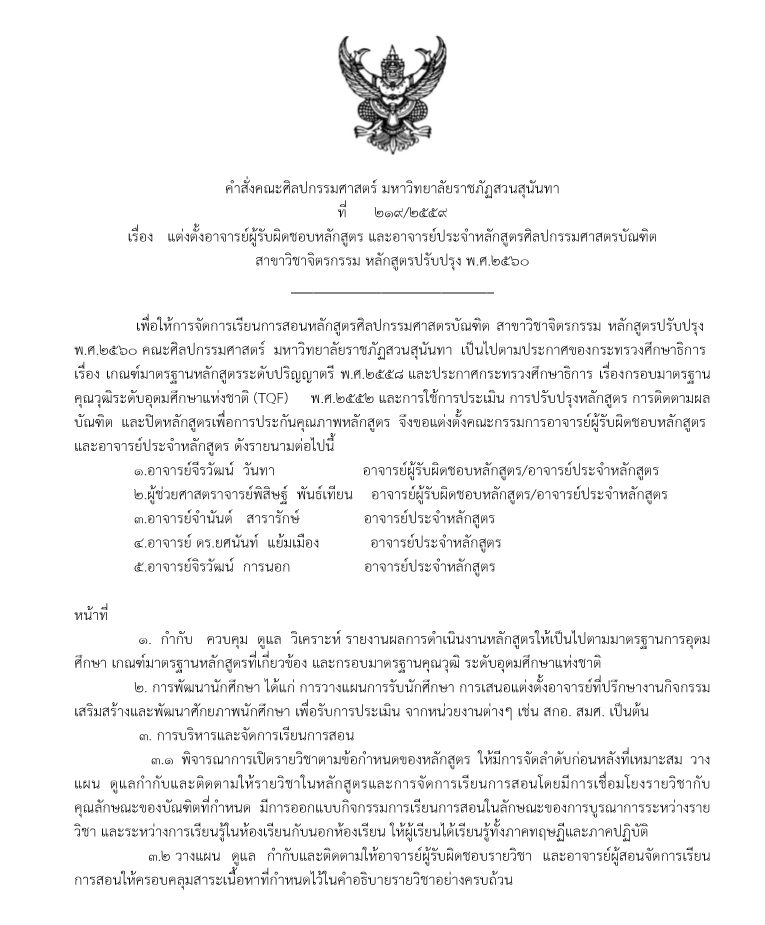 คำสั่งคณะศิลปกรรมศาสตร์ มหาวิทยาลัยราชภัฏสวนสุนันทา
ที่ ๒๑๙/๒๕๕๙
เรื่อง แต่งตั้งอาจารย์ผู้รับผิดชอบหลักสูตร และอาจารย์ประจำหลักสูตรศิลปกรรมศาสตรบัณฑิต
สาขาวิชาจิตรกรรม หลักสูตรปรับปรุง พ.ศ.๒๕๖๐
เพื่อให้การจัดการเรียนการสอนหลักสูตรศิลปกรรมศาสตรบัณฑิต สาขาวิชาจิตรกรรม หลักสูตรปรับปรุง
พ.ศ.๒๕๖๐ คณะศิลปกรรมศาสตร์ มหาวิทยาลัยราชภัฏสวนสุนันทา เป็นไปตามประกาศของกระทรวงศึกษาธิการ
เรื่อง เกณฑ์มาตรฐานหลักสูตรระดับปริญญาตรี พ.ศ.๒๕๕๘ และประกาศกระทรวงศึกษาธิการ เรื่องกรอบมาตรฐาน
คุณวุฒิระดับอุดมศึกษาแห่งชาติ (TQF) พ.ศ.๒๕๕๒ และการใช้การประเมิน การปรับปรุงหลักสูตร การติดตามผล
บัณฑิต และปิดหลักสูตรเพื่อการประกันคุณภาพหลักสูตร จึงขอแต่งตั้งคณะกรรมการอาจารย์ผู้รับผิดชอบหลักสูตร
และอาจารย์ประจำหลักสูตร ดังรายนามต่อไปนี้
๑.อาจารย์จีรวัฒน์ วันทา อาจารย์ผู้รับผิดชอบหลักสูตร/อาจารย์ประจำหลักสูตร
๒.ผู้ช่วยศาสตราจารย์พิสิษฐ์ พันธ์เทียน อาจารย์ผู้รับผิดชอบหลักสูตร/อาจารย์ประจำหลักสูตร
๓.อาจารย์จำนันต์ สารารักษ์ อาจารย์ประจำหลักสูตร
๔.อาจารย์ ดร.ยศนันท์ แย้มเมือง อาจารย์ประจำหลักสูตร
๕.อาจารย์จิรวัฒน์ การนอก อาจารย์ประจำหลักสูตร
หน้าที่
๑. กำกับ ควบคุม ดูแล วิเคราะห์ รายงานผลการดำเนินงานหลักสูตรให้เป็นไปตามมาตรฐานการอุดม
ศึกษา เกณฑ์มาตรฐานหลักสูตรที่เกี่ยวข้อง และกรอบมาตรฐานคุณวุฒิ ระดับอุดมศึกษาแห่งชาติ
๒. การพัฒนานักศึกษา ได้แก่ การวางแผนการรับนักศึกษา การเสนอแต่งตั้งอาจารย์ที่ปรึกษางานกิจกรรม
เสริมสร้างและพัฒนาศักยภาพนักศึกษา เพื่อรับการประเมิน จากหน่วยงานต่างๆ เช่น สกอ. สมศ. เป็นต้น
๓. การบริหารและจัดการเรียนการสอน
๓.๑ พิจารณาการเปิดรายวิชาตามข้อกำหนดของหลักสูตร ให้มีการจัดลำดับก่อนหลังที่เหมาะสม วาง
แผน ดูแลกำกับและติดตามให้รายวิชาในหลักสูตรและการจัดการเรียนการสอนโดยมีการเชื่อมโยงรายวิชากับ
คุณลักษณะของบัณฑิตที่กำหนด มีการออกแบบกิจกรรมการเรียนการสอนในลักษณะของการบูรณาการระหว่างราย
วิชา และระหว่างการเรียนรู้ในห้องเรียนกับนอกห้องเรียน ให้ผู้เรียนได้เรียนรู้ทั้งภาคทฤษฏีและภาคปฏิบัติ
๓.๒ วางแผน ดูแล กำกับและติดตามให้อาจารย์ผู้รับผิดชอบรายวิชา และอาจารย์ผู้สอนจัดการเรียน
การสอนให้ครอบคลุมสาระเนื้อหาที่กำหนดไว้ในคำอธิบายรายวิชาอย่างครบถ้วน